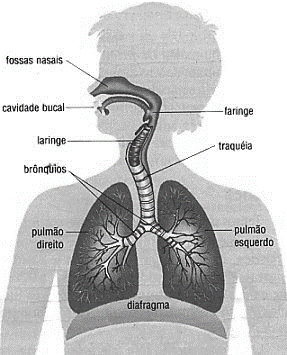 fossas nasais
cavidade bucal
faringe
laringe
traquéia
brônquios
pulmão
direito
pulmão
esquerdo
diafragma